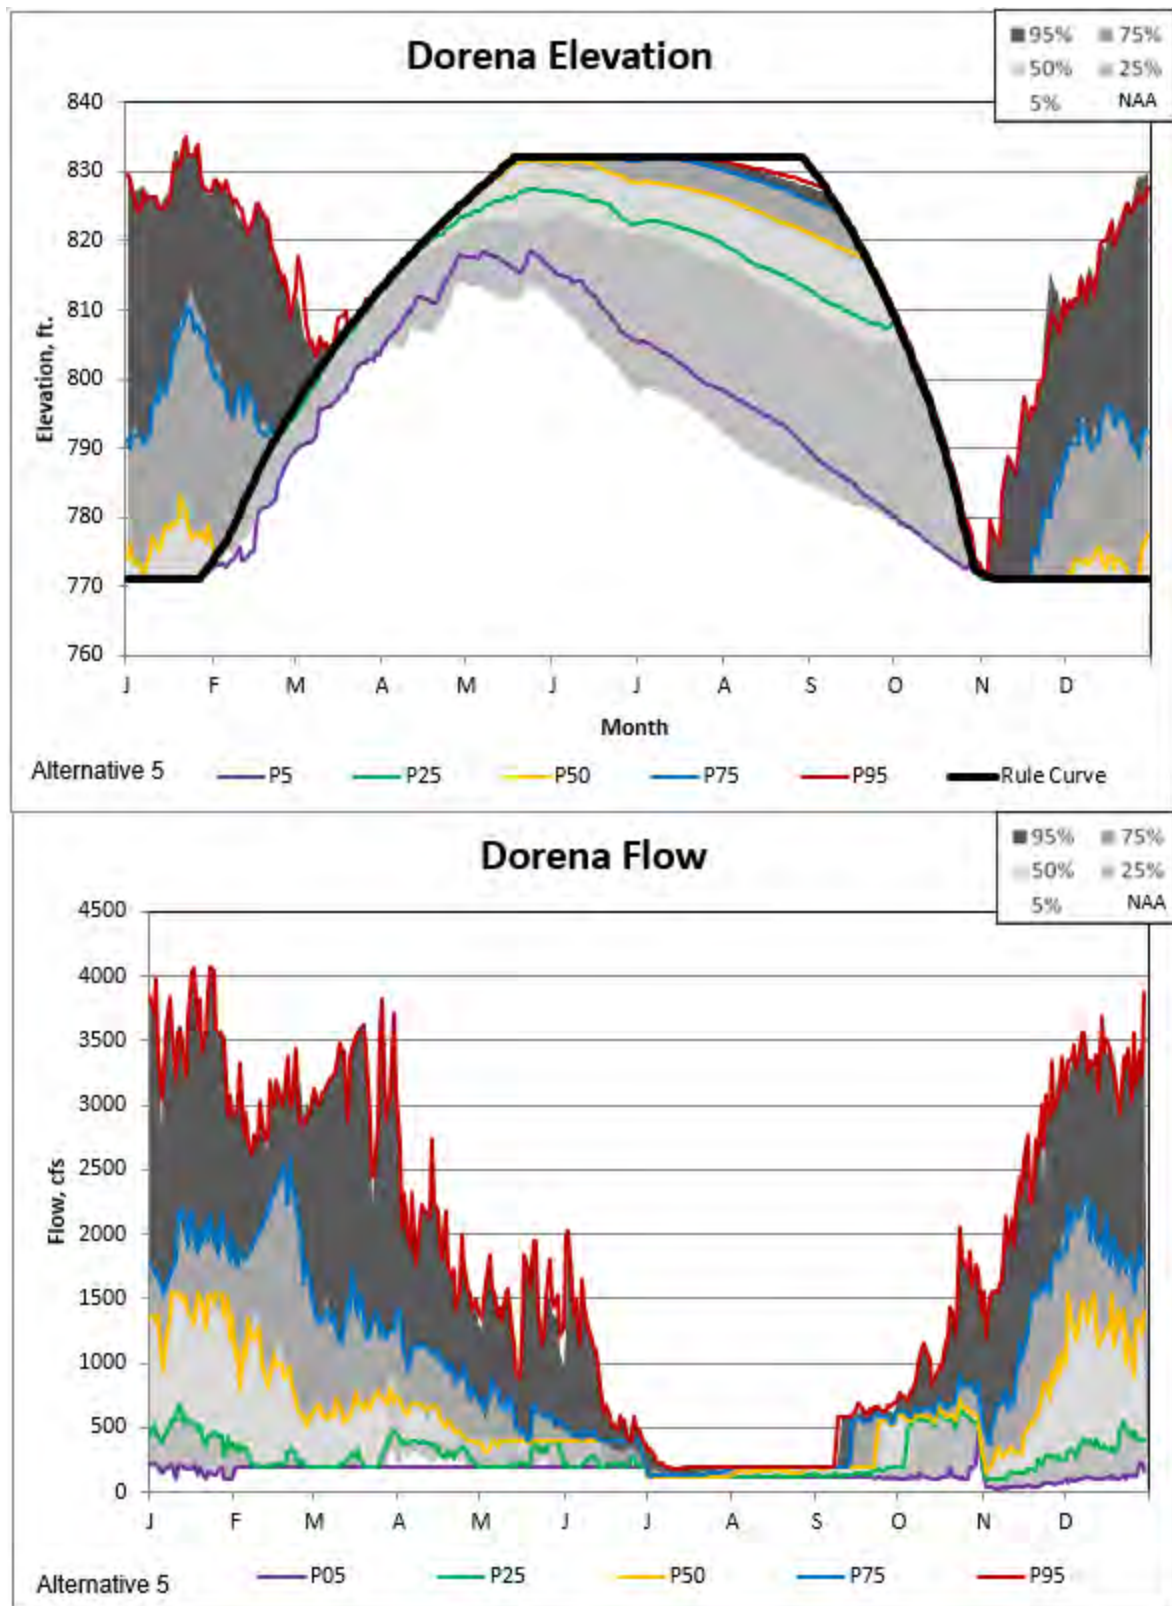 Dorena Elevation
95% 75%
50% 25%
5% NAA
840
830
820
810
800
790
780
770
760
Elevation, ft.
J F M A M J J A S O N D
Month
Alternative 5 P5 P25 P50 P75 P95 Rule Curve
Dorena Flow
95% 75%
50% 25%
5% NAA
4500
4000
3500
3000
2500
2000
1500
1000
500
0
Flow, cfs
J F M A M J J A S O N D
Alternative 5 P05 P25 P50 P75 P95